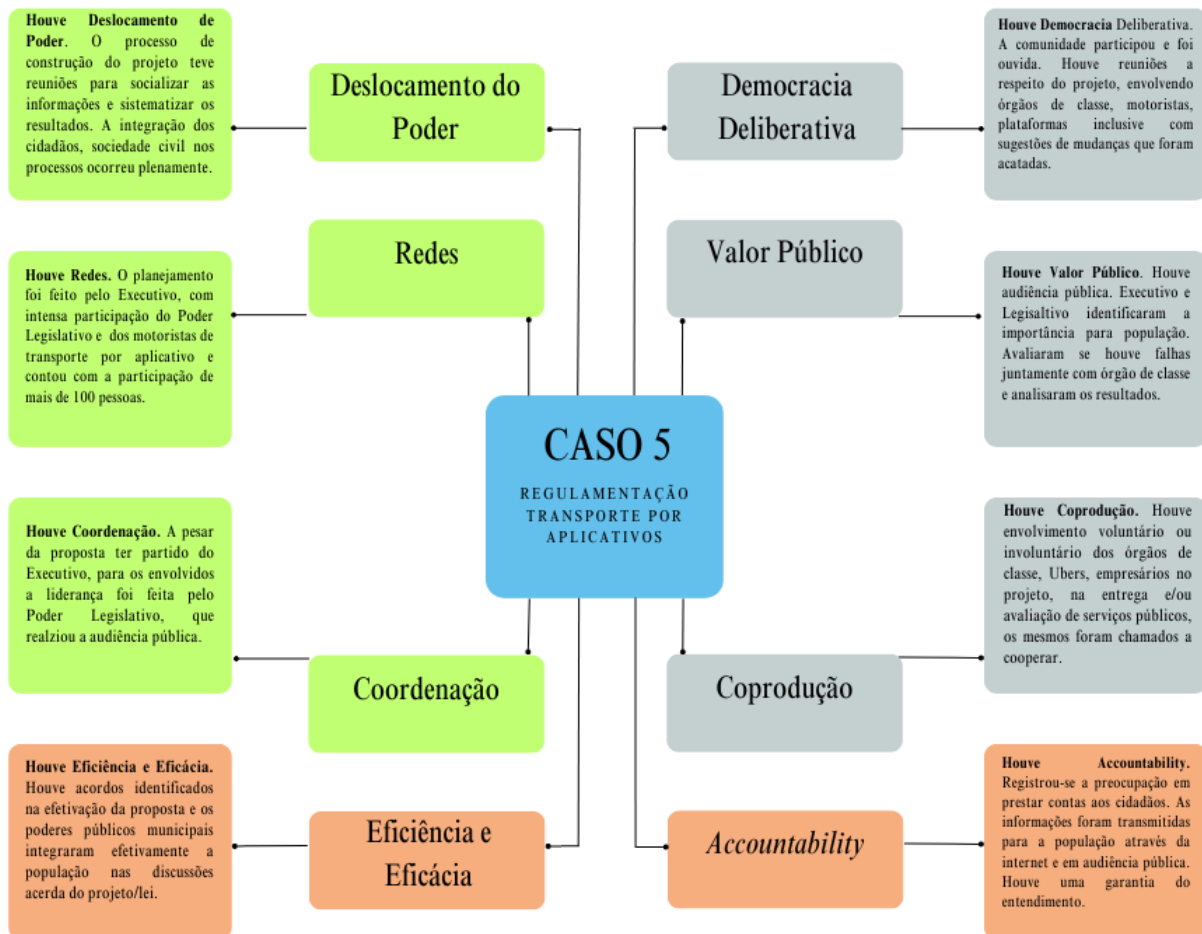 Houve Deslocamento de
Poder. O processo de
construção do projeto teve
reuniões para socializar as
informações e sistematizar os
resultados. A integração dos
cidadãos, sociedade civil nos
processos ocorreu plenamente.
Deslocamento do
Poder
Democracia
Deliberativa
Houve Democracia Deliberativa.
A comunidade participou e foi
ouvida. Houve reuniões a
respeito do projeto, envolvendo
órgãos de classe, motoristas,
plataformas inclusive com
sugestões de mudanças que foram
acatadas.
Houve Redes. O planejamento
foi feito pelo Executivo, com
intensa participação do Poder
Legislativo e dos motoristas de
transporte por aplicativo e
contou com a participação de
mais de 100 pessoas.
Redes
Valor Público
Houve Valor Público. Houve
audiência pública. Executivo e
Legisaltivo identificaram a
importância para população.
Avaliaram se houve falhas
juntamente com órgão de classe
e analisaram os resultados.
CASO 5
REGULAMENTAÇÃO
TRANSPORTE POR
APLICATIVOS
Houve Coordenação. A pesar
da proposta ter partido do
Executivo, para os envolvidos
a liderança foi feita pelo
Poder Legislativo, que
realziou a audiência pública.
Coordenação
Coprodução
Houve Coprodução. Houve
envolvimento voluntário ou
involuntário dos órgãos de
classe, Ubers, empresários no
projeto, na entrega e/ou
avaliação de serviços públicos,
os mesmos foram chamados a
cooperar.
Houve Eficiência e Eficácia.
Houve acordos identificados
na efetivação da proposta e os
poderes públicos municipais
integraram efetivamente a
população nas discussões
acerda do projeto/lei.
Eficiência e
Eficácia
Accountability
Houve Accountability.
Registrou-se a preocupação em
prestar contas aos cidadãos. As
informações foram transmitidas
para a população através da
internet e em audiência pública.
Houve uma garantia do
entendimento.